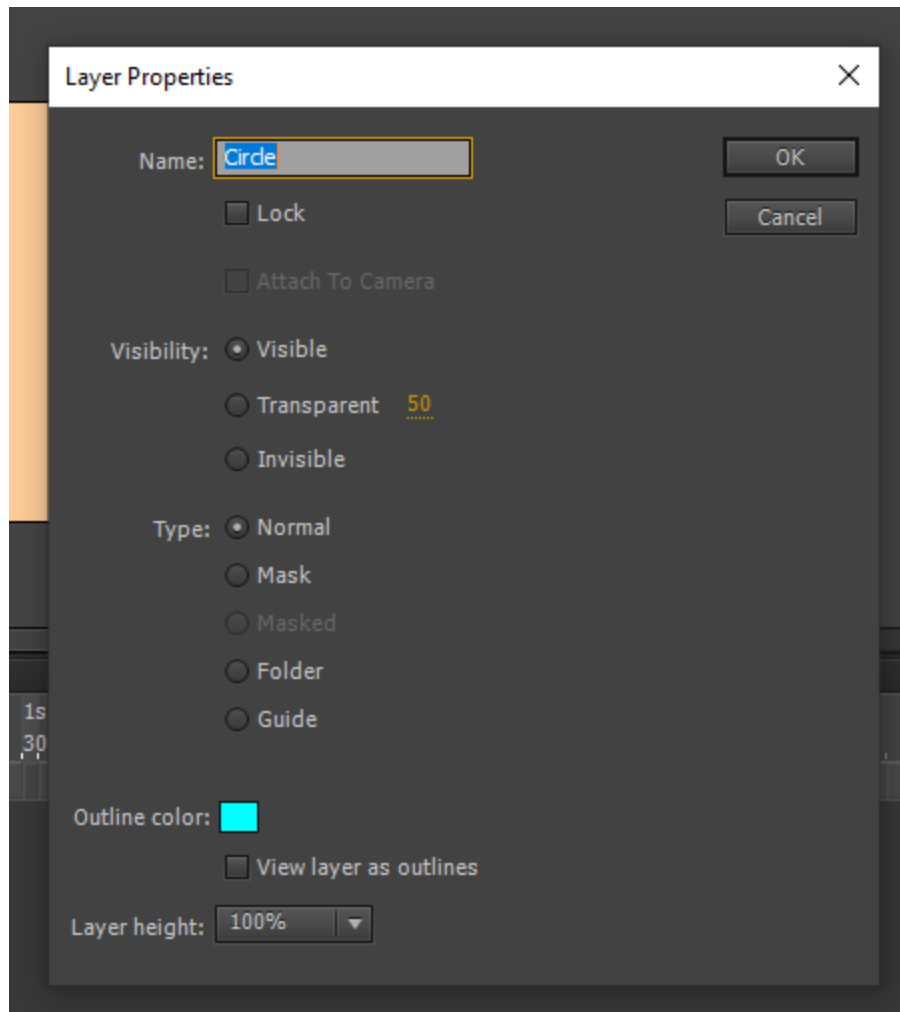 Layer Properties
Name: Circle
OK
Lock
Cancel
Attach To Camera
Visibility: Visible
Transparent 50
Invisible
Type: Normal
Mask
Masked
Folder
1s
Guide
30
Outline color:
View layer as outlines
Layer height: 100%